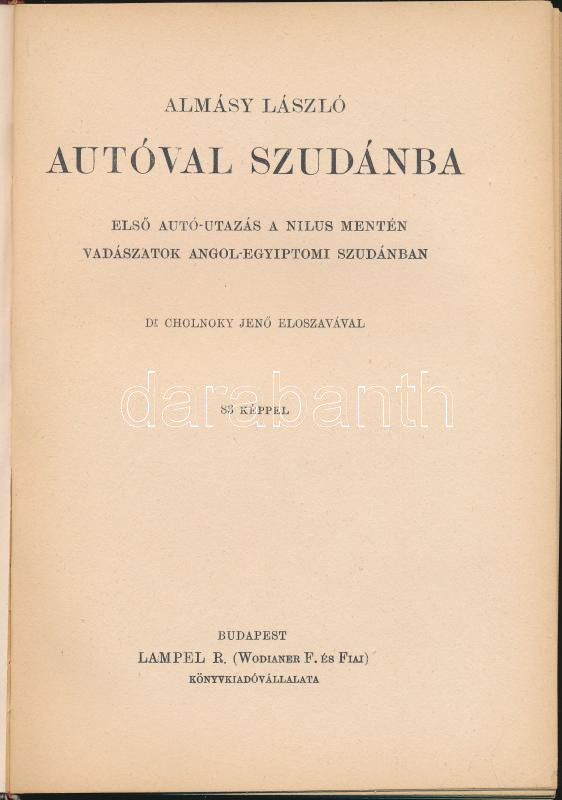 ALMÁSY LÁSZLÓ
AUTÓVAL SZUDÁNBA
ELSŐ AUTÓ-UTAZÁS A NILUS MENTÉN
VADÁSZATOK ANGOL-EGYIPTOMI SZUDÁNBAN
Dr CHOLNOKY JENŐ ELOSZAVÁVAL
darabanth
83 KÉPPEL
BUDAPEST
LAMPEL R. (WODIANER F. ÉS FIAI)
KÖNYVKIADÓVÁLLALATA